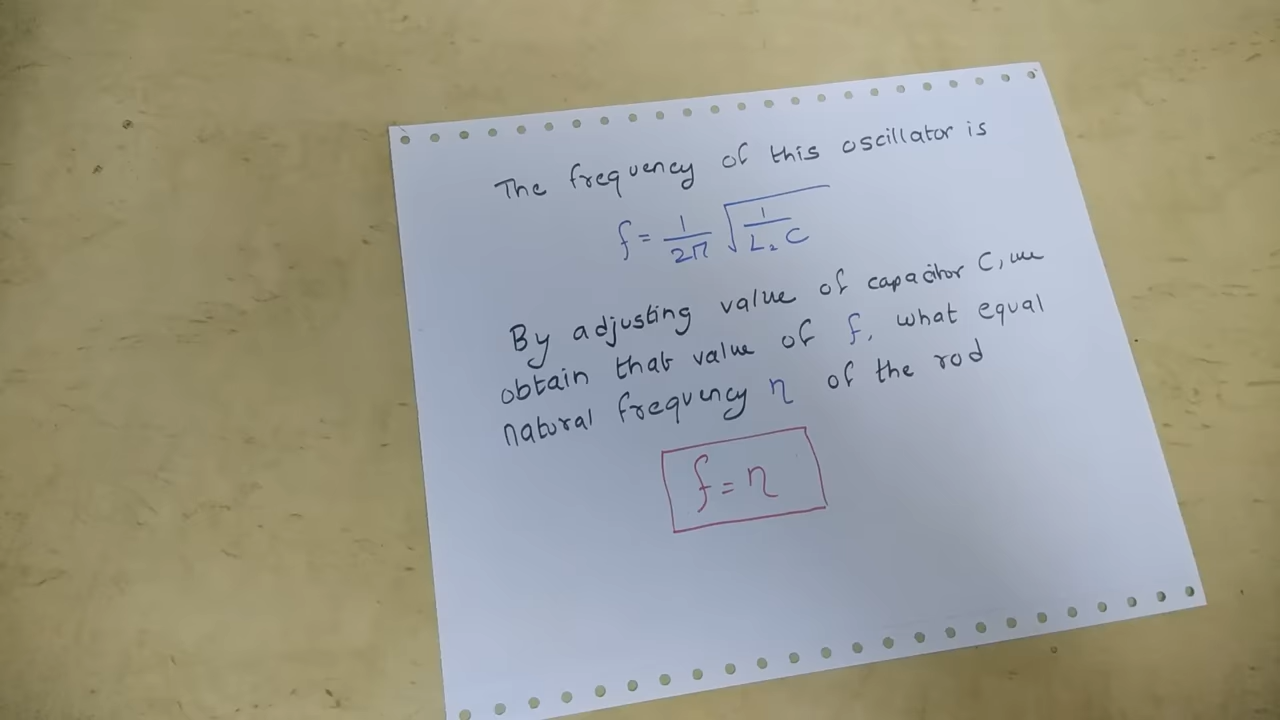 The frequency of this oscillator is
f = 1/2π √1/L₂C
By adjusting value of capacitor C, we
obtain that value of f, what equal
natural frequency η of the rod
f = η